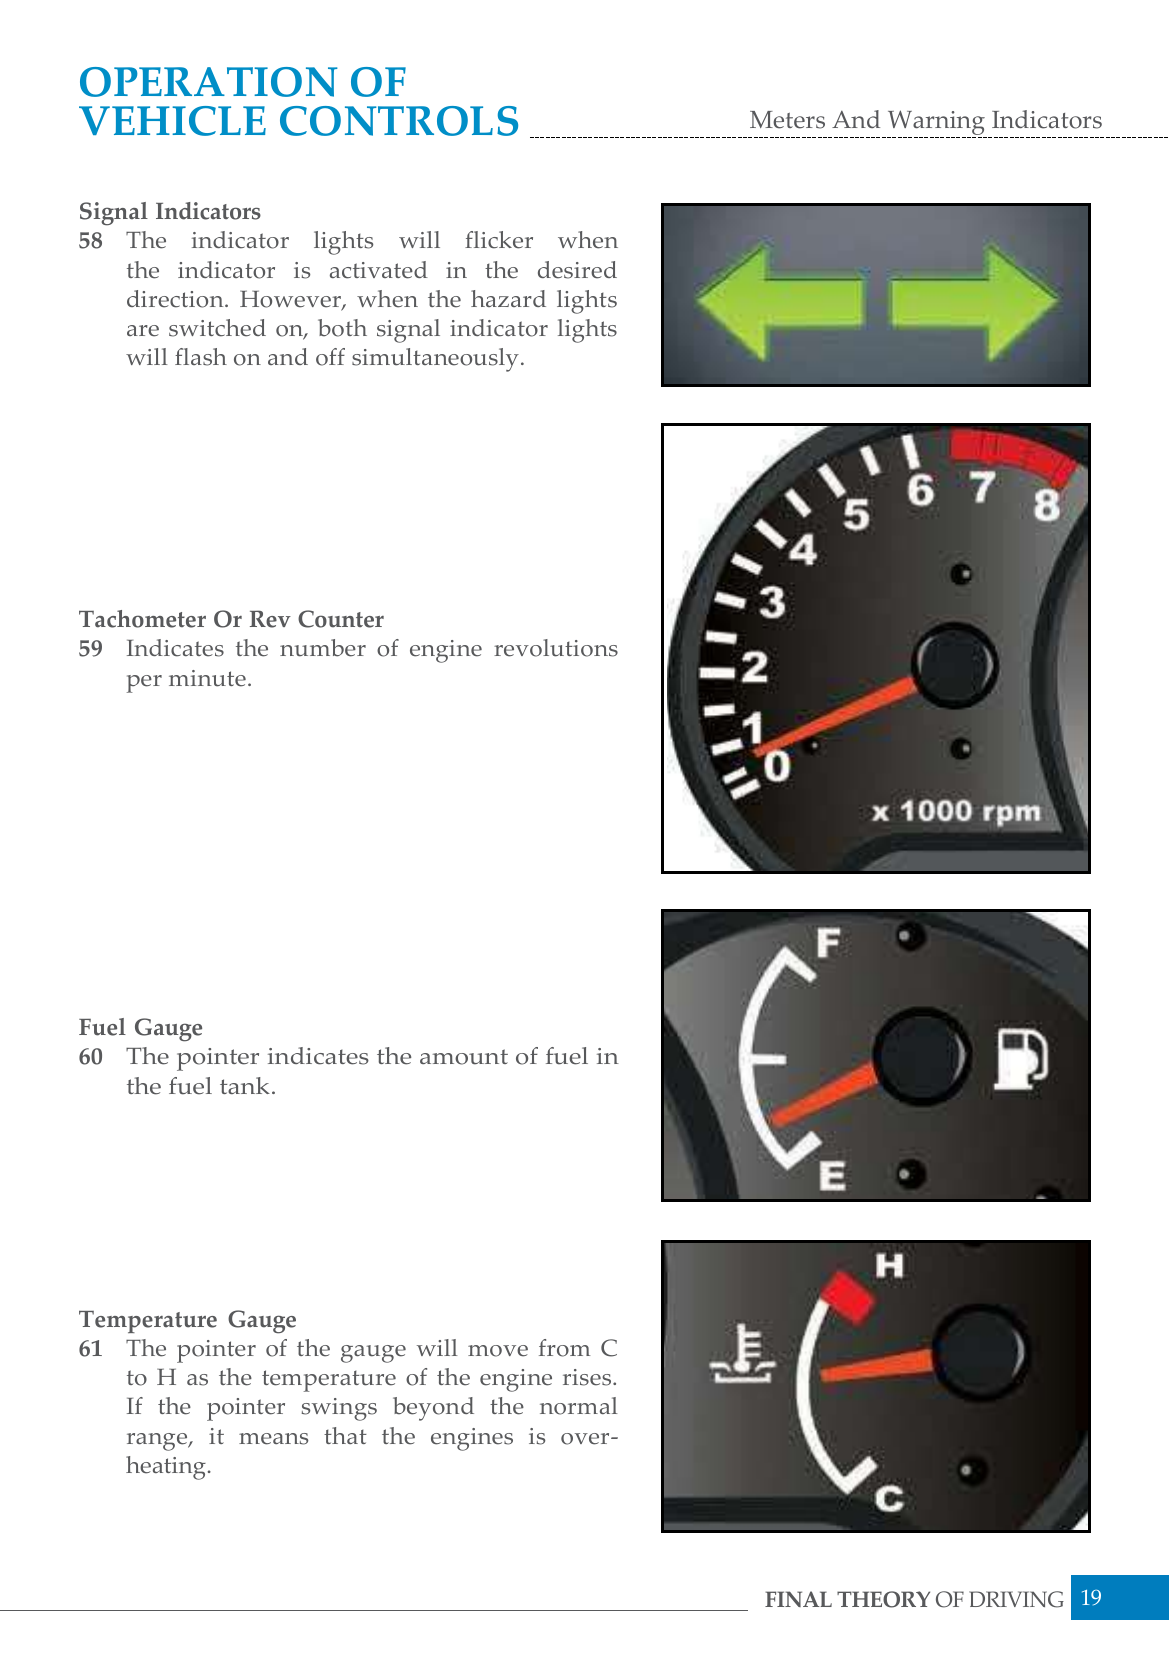 OPERATION OF
VEHICLE CONTROLS
Meters And Warning Indicators
Signal Indicators
58 The indicator lights will flicker when
the indicator is activated in the desired
direction. However, when the hazard lights
are switched on, both signal indicator lights
will flash on and off simultaneously.
Tachometer Or Rev Counter
59 Indicates the number of engine revolutions
per minute.
0
1
2
3
4
5
6
7
8
x 1000 rpm
Fuel Gauge
60 The pointer indicates the amount of fuel in
the fuel tank.
F
E
Temperature Gauge
61 The pointer of the gauge will move from C
to H as the temperature of the engine rises.
If the pointer swings beyond the normal
range, it means that the engines is over-
heating.
H
C
FINAL THEORY OF DRIVING 19